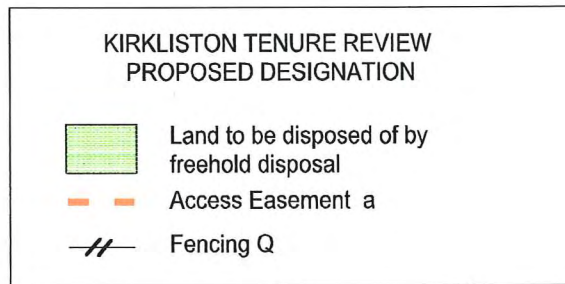 KIRKLISTON TENURE REVIEW
PROPOSED DESIGNATION
Land to be disposed of by
freehold disposal
Access Easement a
Fencing Q